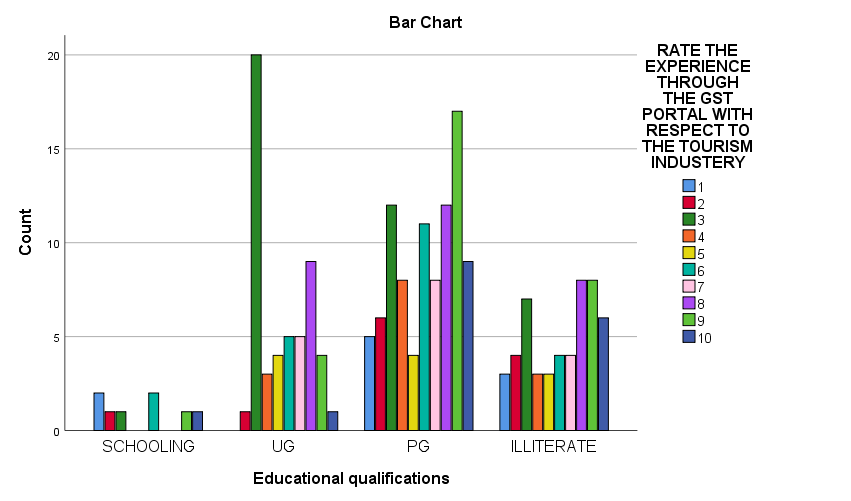 Bar Chart
RATE THE
EXPERIENCE
THROUGH
THE GST
PORTAL WITH
RESPECT TO
THE TOURISM
INDUSTERY
1
2
3
4
5
6
7
8
9
10
Count
20
15
10
5
0
SCHOOLING UG PG ILLITERATE
Educational qualifications